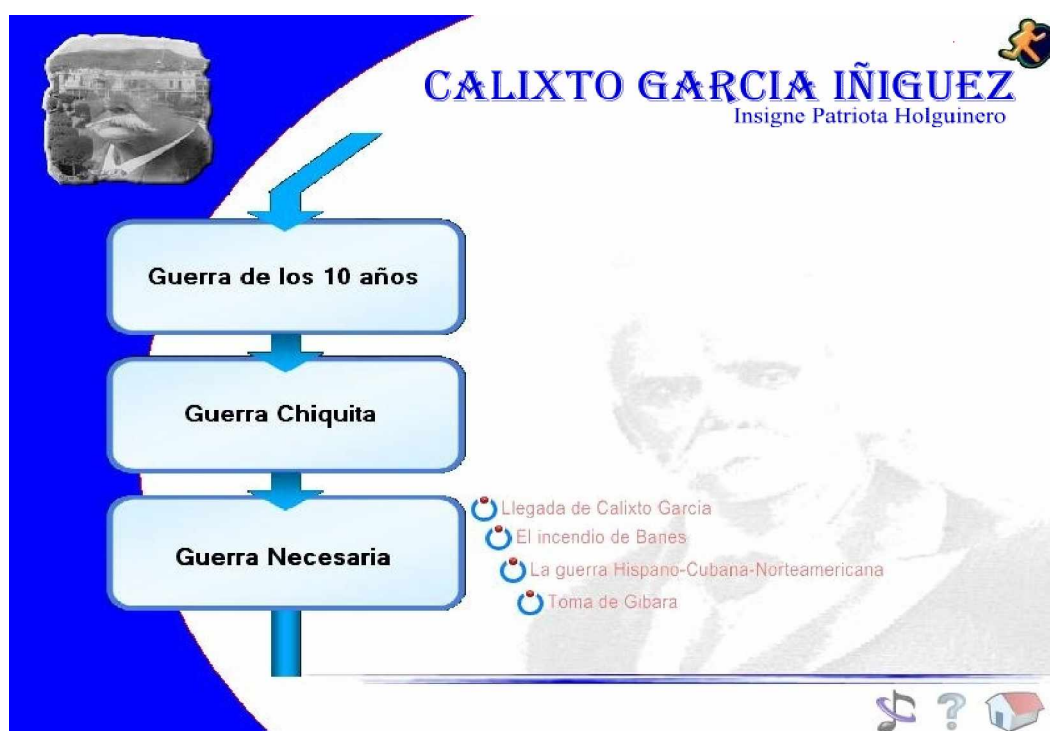 CALIXTO GARCIA IÑIGUEZ
Insigne Patriota Holguinero
Guerra de los 10 años
Guerra Chiquita
Guerra Necesaria
Llegada de Calixto García
El incendio de Banes
La guerra Hispano-Cubana-Norteamericana
Toma de Gibara